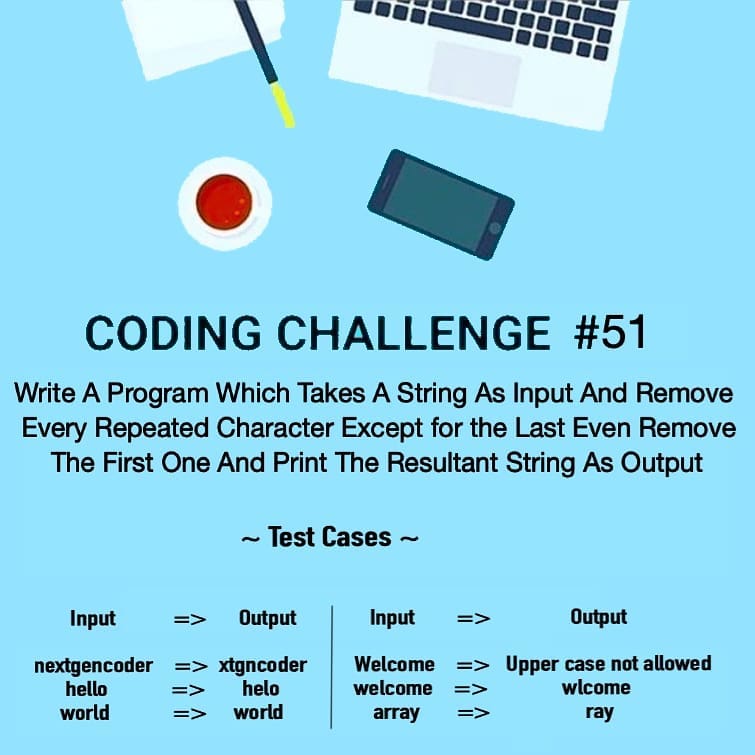 CODING CHALLENGE #51
Write A Program Which Takes A String As Input And Remove
Every Repeated Character Except for the Last Even Remove
The First One And Print The Resultant String As Output
~ Test Cases ~
Input => Output Input => Output
nextgencoder => xtgncoder Welcome => Upper case not allowed
hello => helo welcome => wlcome
world => world array => ray